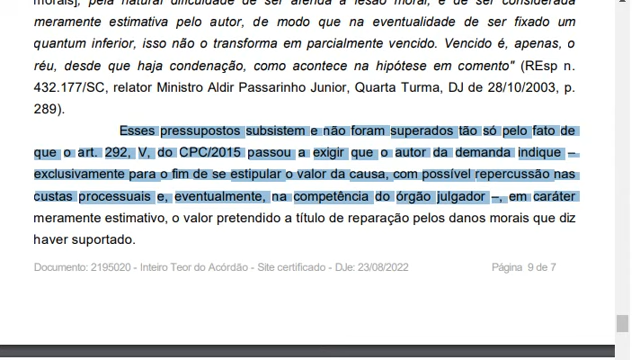 morais], pela natural dificuldade de ser aferida a lesão moral, é de ser considerada
meramente estimativa pelo autor, de modo que na eventualidade de ser fixado um
quantum inferior, isso não o transforma em parcialmente vencido. Vencido é, apenas, o
réu, desde que haja condenação, como acontece na hipótese em comento" (REsp n.
432.177/SC, relator Ministro Aldir Passarinho Junior, Quarta Turma, DJ de 28/10/2003, p.
289).
Esses pressupostos subsistem e não foram superados tão só pelo fato de
que o art. 292, V, do CPC/2015 passou a exigir que o autor da demanda indique –
exclusivamente para o fim de se estipular o valor da causa, com possível repercussão nas
custas processuais e, eventualmente, na competência do órgão julgador –, em caráter
meramente estimativo, o valor pretendido a título de reparação pelos danos morais que diz
haver suportado.
Documento: 2195020 - Inteiro Teor do Acórdão - Site certificado - DJe: 23/08/2022 Página 9 de 7